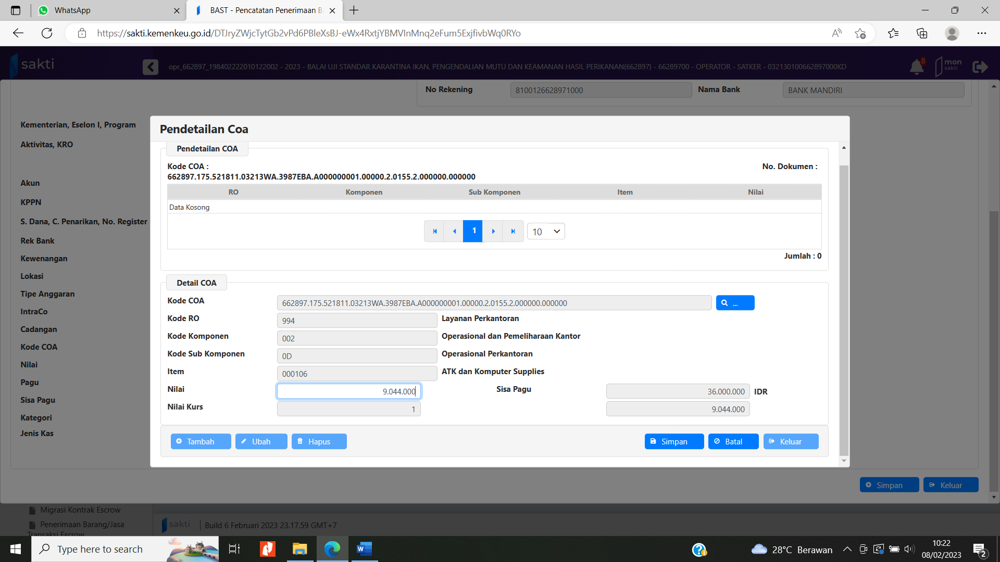 WhatsApp
BAST - Pencatatan Penerimaan B
https://sakti.kemenkeu.go.id/DTJryZWjcTytGb2vPd6PBleXsBJ-eWx4RxtjYBMVInMnq2eFum5ExjfivbWq0RYo
sakti
opr_662897_198402222010122002 - 2023 - BALAI UJI STANDAR KARANTINA IKAN, PENGENDALIAN MUTU DAN KEAMANAN HASIL PERIKANAN(662897) - 66289700 - OPERATOR - SATKER - 032130100662897000KD
8
mon sakti
No Rekening 8100126628971000 Nama Bank BANK MANDIRI
Kementerian, Eselon I, Program
Aktivitas, KRO
Akun
KPPN
S. Dana, C. Penarikan, No. Register
Rek Bank
Kewenangan
Lokasi
Tipe Anggaran
IntraCo
Cadangan
Kode COA
Nilai
Pagu
Sisa Pagu
Kategori
Jenis Kas
Pendetailan Coa
Pendetailan COA
Kode COA : No. Dokumen :
662897.175.521811.03213WA.3987EBA.A000000001.00000.2.0155.2.000000.000000
RO Komponen Sub Komponen Item Nilai
Data Kosong
1 10
Jumlah : 0
Detail COA
Kode COA 662897.175.521811.03213WA.3987EBA.A000000001.00000.2.0155.2.000000.000000 ...
Kode RO 994 Layanan Perkantoran
Kode Komponen 002 Operasional dan Pemeliharaan Kantor
Kode Sub Komponen 0D Operasional Perkantoran
Item 000106 ATK dan Komputer Supplies
Nilai 9.044.000 Sisa Pagu 36.000.000 IDR
Nilai Kurs 1 9.044.000
Tambah Ubah Hapus Simpan Batal Keluar
Simpan Keluar
Migrasi Kontrak Escrow
Penerimaan Barang/Jasa
Transaksi Escrow
sakti Build 6 Februari 2023 23.17.59 GMT+7
Type here to search
28°C Berawan
10:22
08/02/2023
2